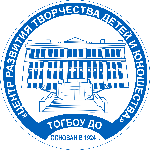 «ЦЕНТР РАЗВИТИЯ ТВОРЧЕСТВА ДЕТЕЙ И ЮНОШЕСТВА»
ТОГБОУ ДО
ОСНОВАН В 1924